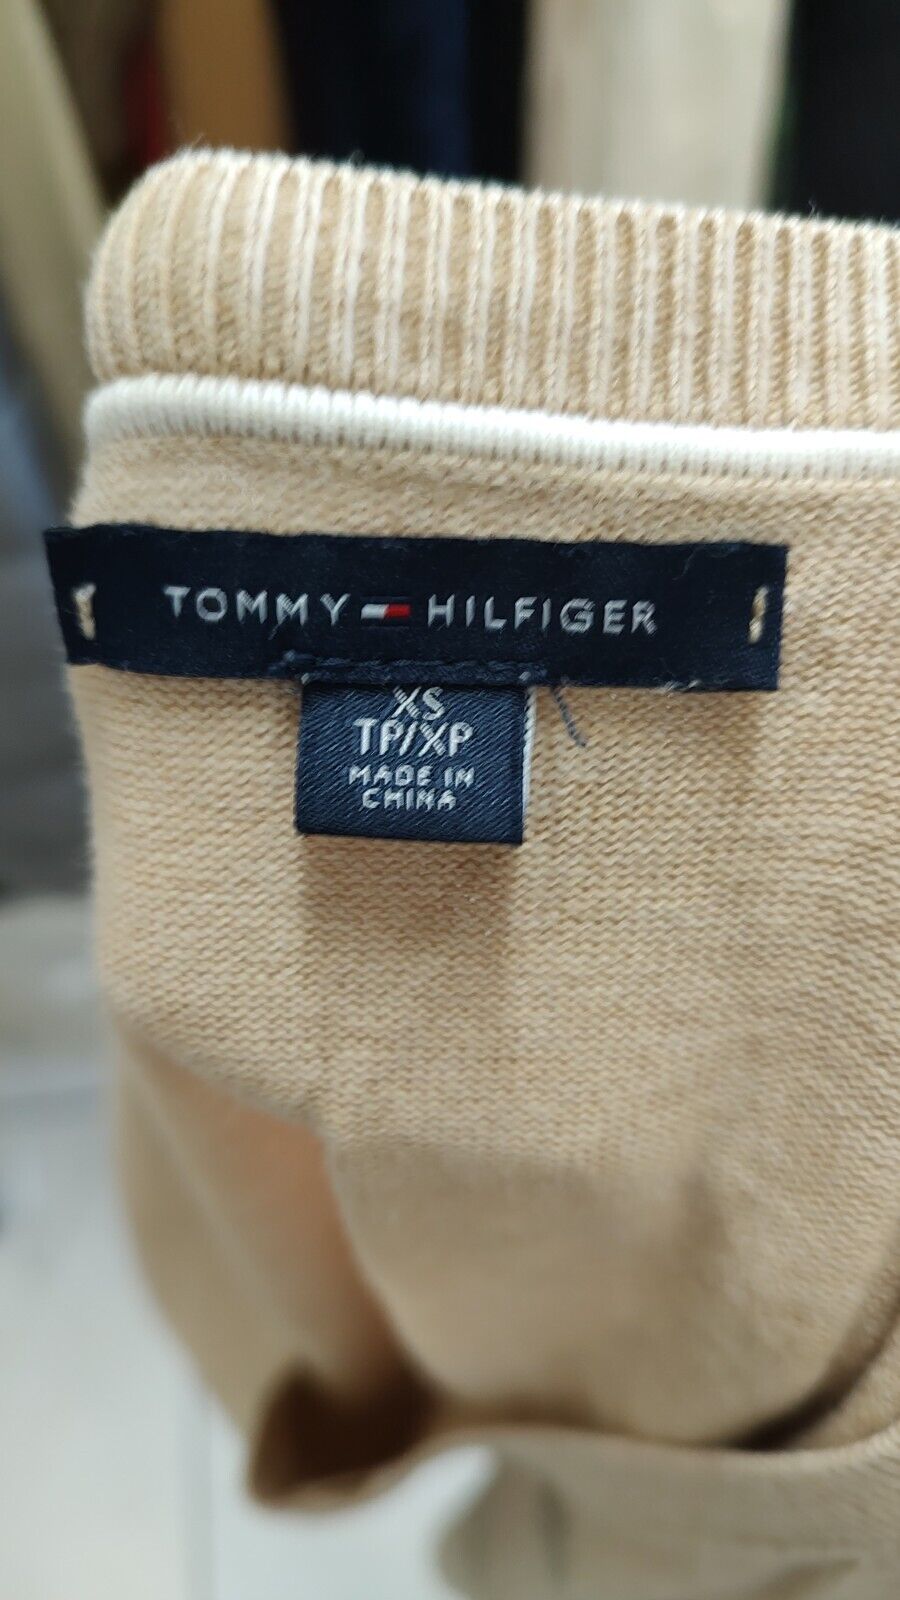 TOMMY HILFIGER
XS
TP/XP
MADE IN
CHINA